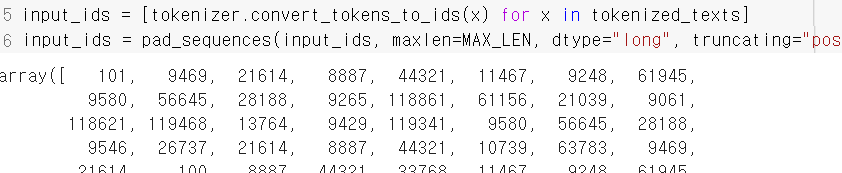 5 input_ids = [tokenizer.convert_tokens_to_ids(x) for x in tokenized_texts]
6 input_ids = pad_sequences(input_ids, maxlen=MAX_LEN, dtype="long", truncating="pos
array([ 101, 9469, 21614, 8887, 44321, 11467, 9248, 61945,
9580, 56645, 28188, 9265, 118861, 61156, 21039, 9061,
118621, 119468, 13764, 9429, 119341, 9580, 56645, 28188,
9546, 26737, 21614, 8887, 44321, 10739, 63783, 9469,
21614, 100, 8887, 44321, 33768, 11467, 9248, 61945,